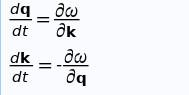 d𝐪/dt = ∂ω/∂𝐤
d𝐤/dt = -∂ω/∂𝐪